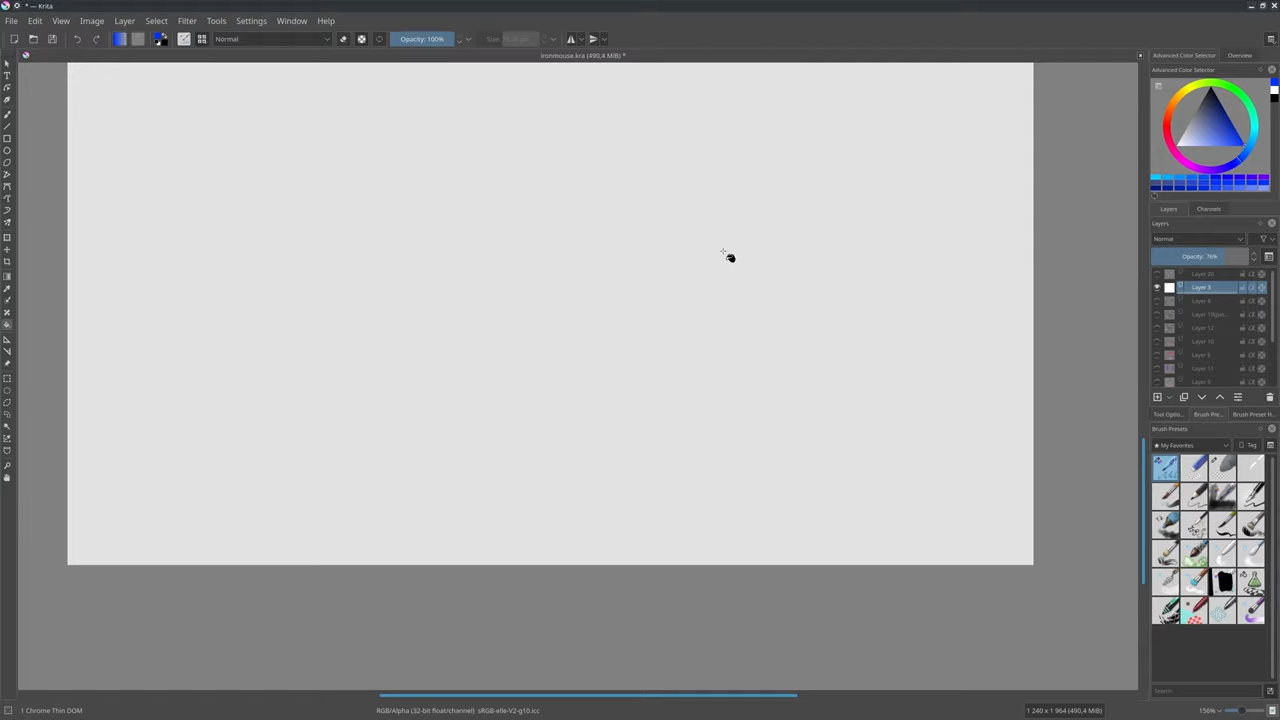 * — Krita
File Edit View Image Layer Select Filter Tools Settings Window Help
Normal Opacity: 100% Size:
ironmouse.kra (490,4 MiB) *
Advanced Color Selector Overview
Advanced Color Selector
Layers Channels
Layers
Normal
Opacity: 76%
Layer 20
Layer 3
Layer 8
Layer 12
Layer 10
Layer 6
Layer 11
Layer 5
Tool Optio... Brush Pre... Brush Preset H...
Brush Presets
★ My Favorites Tag
Search
1 Chrome Thin DOM RGB/Alpha (32-bit float/channel) sRGB-elle-V2-g10.icc 1 240 x 1 964 (490,4 MiB) 156%